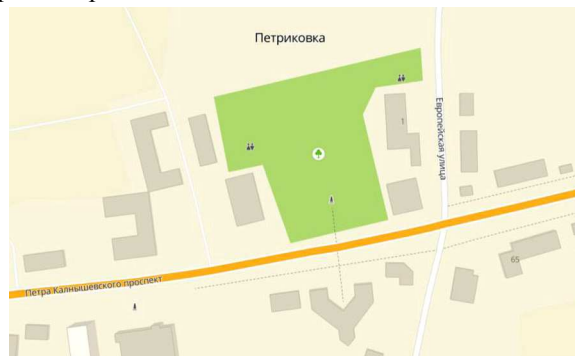 Петриковка
1
Европейская улица
65
Петра Калнышевского проспект